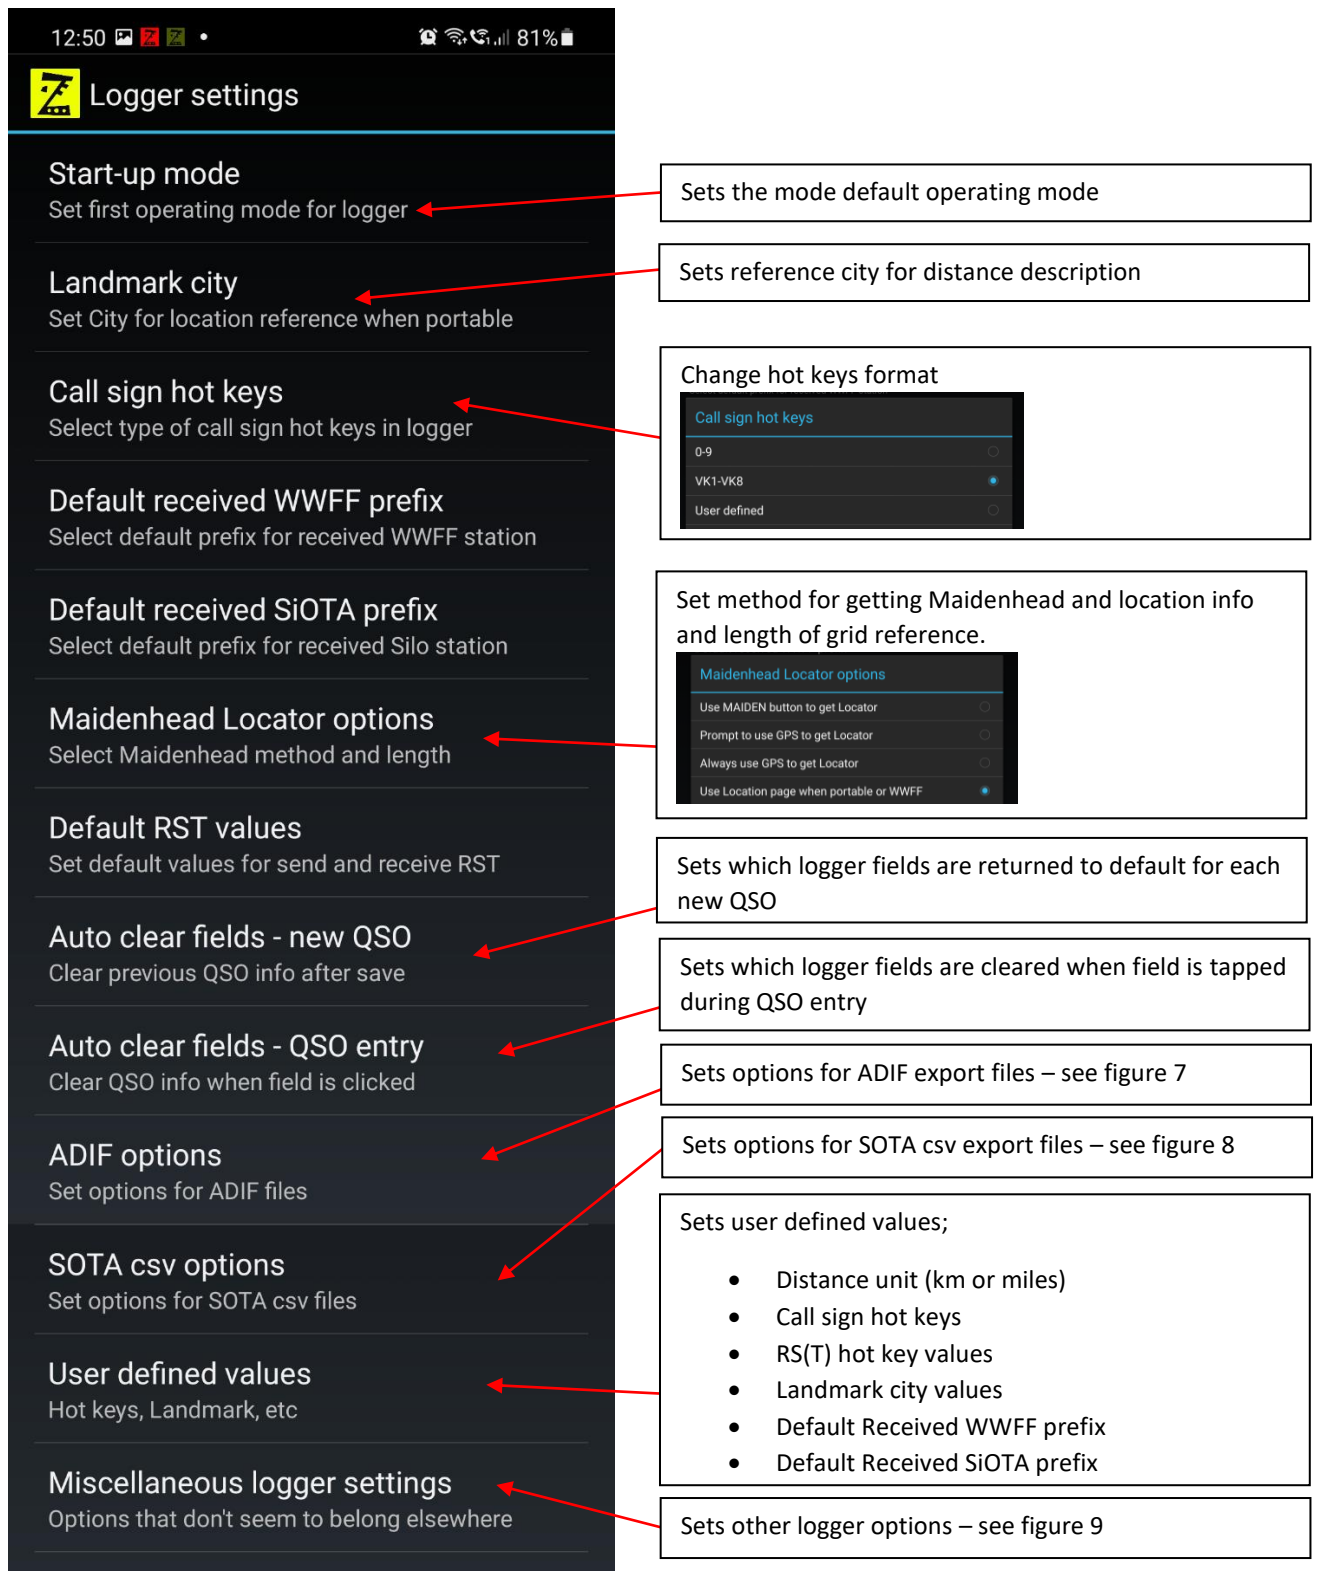 12:50
81%
Logger settings
Start-up mode
Set first operating mode for logger
Landmark city
Set City for location reference when portable
Call sign hot keys
Select type of call sign hot keys in logger
Default received WWFF prefix
Select default prefix for received WWFF station
Default received SiOTA prefix
Select default prefix for received Silo station
Maidenhead Locator options
Select Maidenhead method and length
Default RST values
Set default values for send and receive RST
Auto clear fields - new QSO
Clear previous QSO info after save
Auto clear fields - QSO entry
Clear QSO info when field is clicked
ADIF options
Set options for ADIF files
SOTA csv options
Set options for SOTA csv files
User defined values
Hot keys, Landmark, etc
Miscellaneous logger settings
Options that don't seem to belong elsewhere
Sets the mode default operating mode
Sets reference city for distance description
Change hot keys format
Call sign hot keys
0-9
VK1-VK8
User defined
Set method for getting Maidenhead and location info
and length of grid reference.
Maidenhead Locator options
Use MAIDEN button to get Locator
Prompt to use GPS to get Locator
Always use GPS to get Locator
Use Location page when portable or WWFF
Sets which logger fields are returned to default for each
new QSO
Sets which logger fields are cleared when field is tapped
during QSO entry
Sets options for ADIF export files – see figure 7
Sets options for SOTA csv export files – see figure 8
Sets user defined values;
• Distance unit (km or miles)
• Call sign hot keys
• RS(T) hot key values
• Landmark city values
• Default Received WWFF prefix
• Default Received SiOTA prefix
Sets other logger options – see figure 9